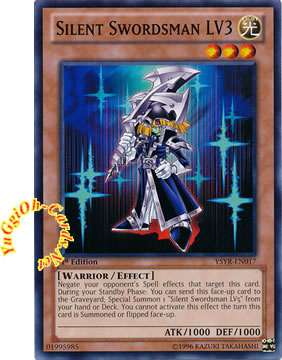 SILENT SWORDSMAN LV3
光
YuGgiOh-Cards.Net
1st Edition
YSYR-EN017
[WARRIOR / EFFECT]
Negate your opponent's Spell effects that target this card.
During your Standby Phase: You can send this face-up card to
the Graveyard; Special Summon 1 "Silent Swordsman LV5" from
your hand or Deck. You cannot activate this effect the turn this
card is Summoned or flipped face-up.
ATK/1000 DEF/1000
01995985
©1996 KAZUKI TAKAHASHI